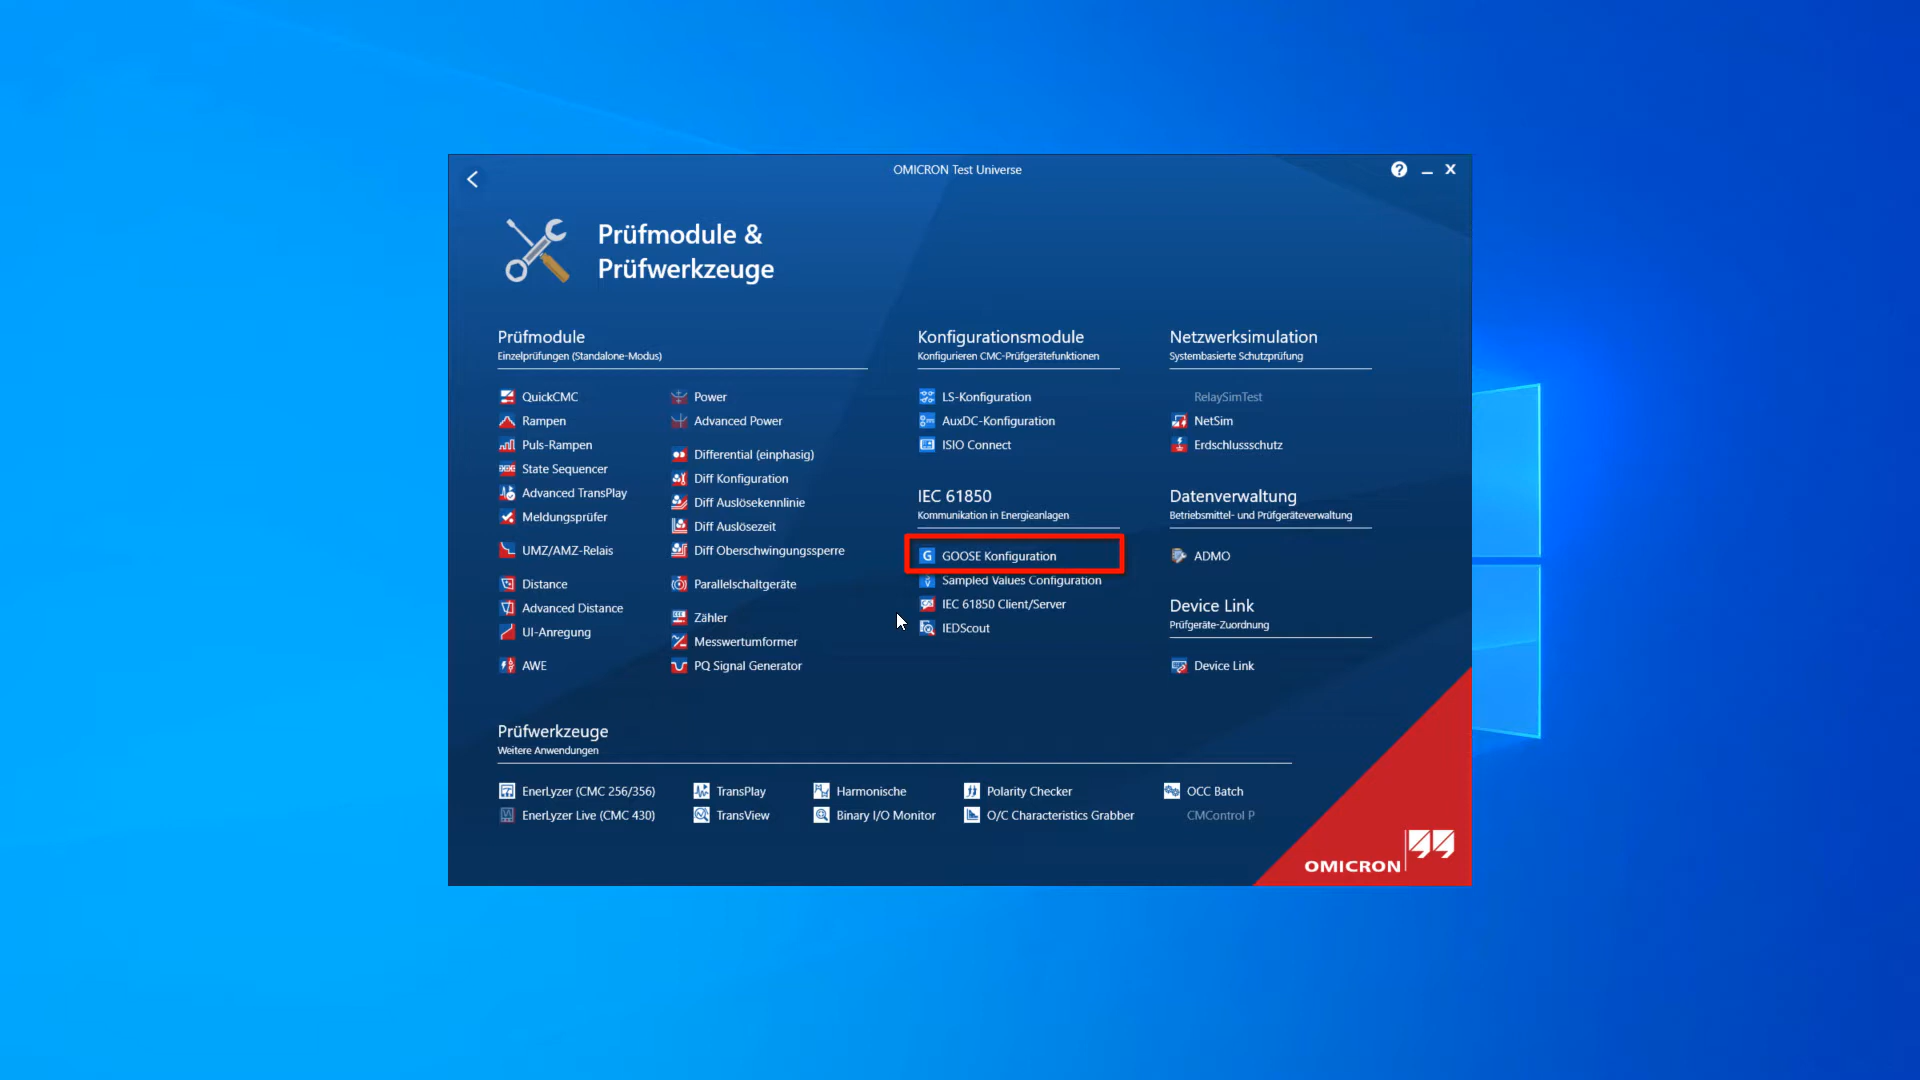 OMICRON Test Universe
Prüfmodule &
Prüfwerkzeuge
Prüfmodule
Einzelprüfungen (Standalone-Modus)
QuickCMC
Rampen
Puls-Rampen
State Sequencer
Advanced TransPlay
Meldungsprüfer
UMZ/AMZ-Relais
Distance
Advanced Distance
UI-Anregung
AWE
Power
Advanced Power
Differential (einphasig)
Diff Konfiguration
Diff Auslösekennlinie
Diff Auslösezeit
Diff Oberschwingungssperre
Parallelschaltgeräte
Zähler
Messwertumformer
PQ Signal Generator
Konfigurationsmodule
Konfigurieren CMC-Prüfgerätefunktionen
LS-Konfiguration
AuxDC-Konfiguration
ISIO Connect
IEC 61850
Kommunikation in Energieanlagen
GOOSE Konfiguration
Sampled Values Configuration
IEC 61850 Client/Server
IEDScout
Netzwerksimulation
Systembasierte Schutzprüfung
RelaySimTest
NetSim
Erdschlussschutz
Datenverwaltung
Betriebsmittel- und Prüfgeräteverwaltung
ADMO
Device Link
Prüfgeräte-Zuordnung
Device Link
Prüfwerkzeuge
Weitere Anwendungen
EnerLyzer (CMC 256/356)
EnerLyzer Live (CMC 430)
TransPlay
TransView
Harmonische
Binary I/O Monitor
Polarity Checker
O/C Characteristics Grabber
OCC Batch
CMControl P
OMICRON